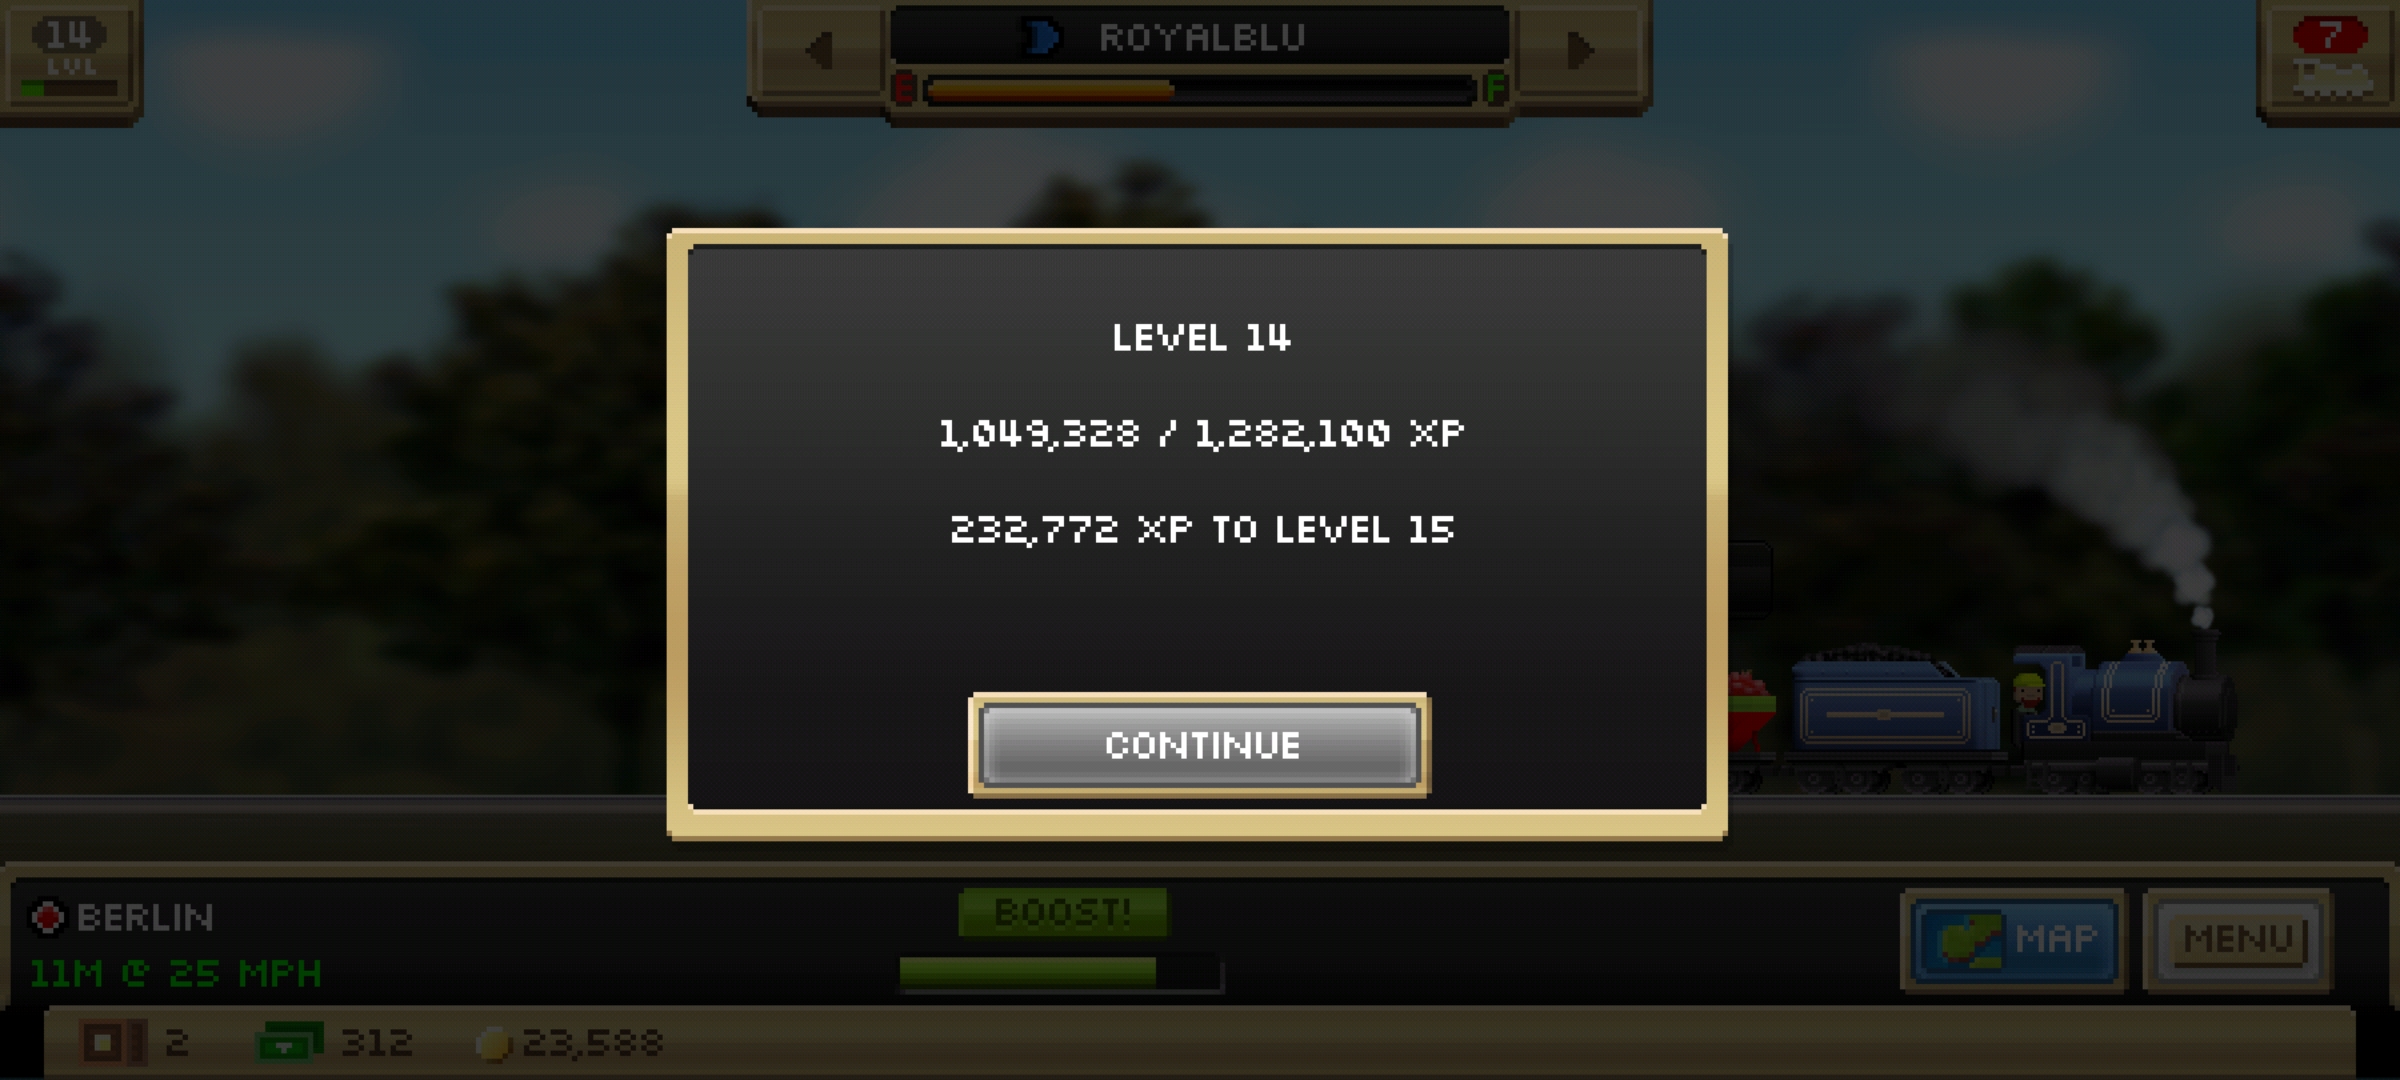 14
LVL
ROYALBLU
E F
7
LEVEL 14
1,049,328 / 1,282,100 XP
232,772 XP TO LEVEL 15
CONTINUE
BERLIN
11M @ 25 MPH
BOOST!
MAP
MENU
2
312
23,588